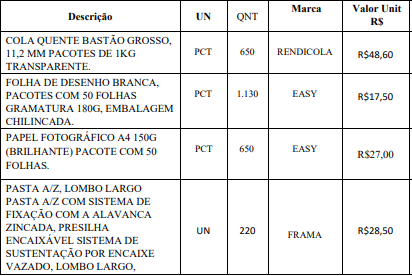 Descrição UN QNT Marca Valor Unit
R$
COLA QUENTE BASTÃO GROSSO,
11,2 MM PACOTES DE 1KG
TRANSPARENTE.
PCT 650 RENDICOLA R$48,60
FOLHA DE DESENHO BRANCA,
PACOTES COM 50 FOLHAS
GRAMATURA 180G, EMBALAGEM
CHILINCADA.
PCT 1.130 EASY R$17,50
PAPEL FOTOGRÁFICO A4 150G
(BRILHANTE) PACOTE COM 50
FOLHAS.
PCT 650 EASY R$27,00
PASTA A/Z, LOMBO LARGO
PASTA A/Z COM SISTEMA DE
FIXAÇÃO COM A ALAVANCA
ZINCADA, PRESILHA
ENCAIXÁVEL SISTEMA DE
SUSTENTAÇÃO POR ENCAIXE
VAZADO, LOMBO LARGO,
UN 220 FRAMA R$28,50